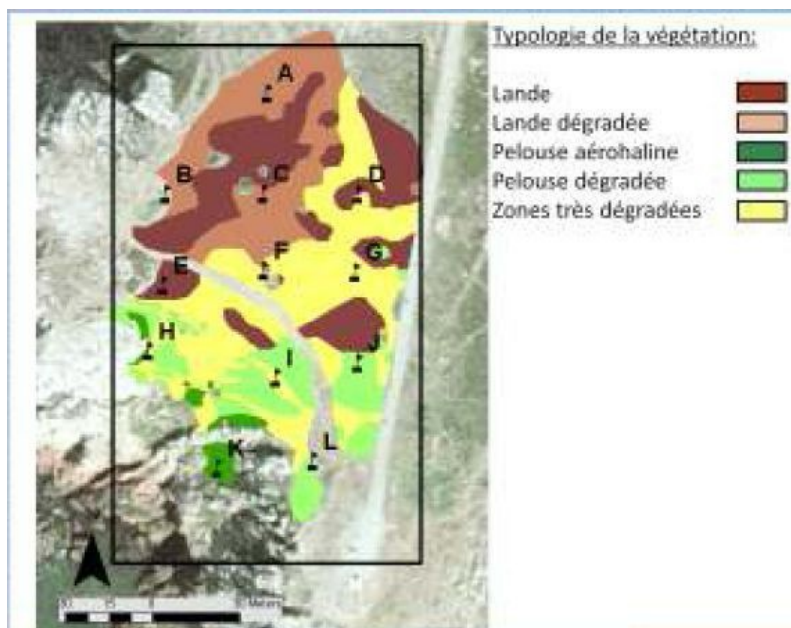 Typologie de la végétation:
Lande
Lande dégradée
Pelouse aérohaline
Pelouse dégradée
Zones très dégradées
A
B
C
D
E
F
G
H
I
J
K
L
Meters